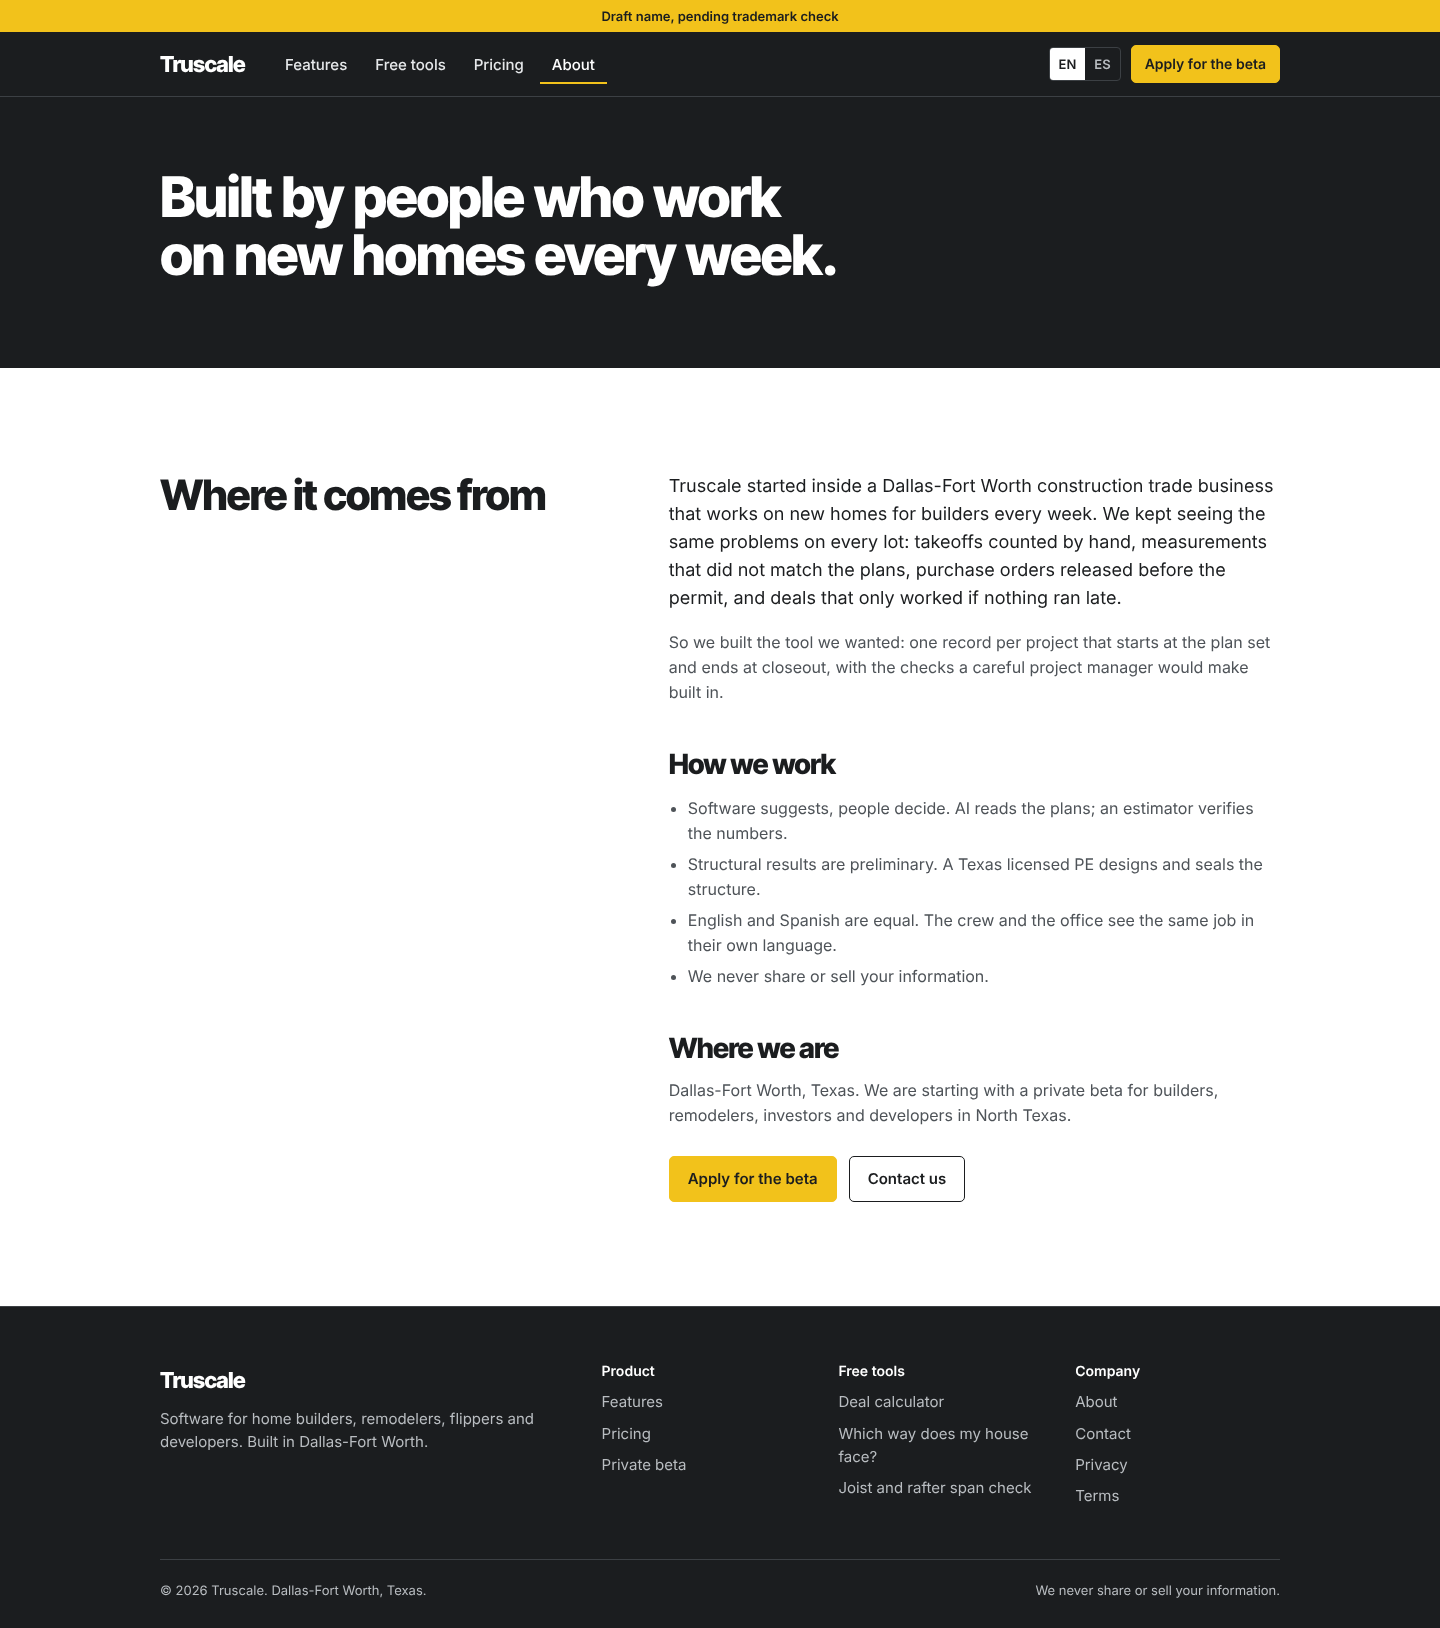 Draft name, pending trademark check
Truscale
Features
Free tools
Pricing
About
EN
ES
Apply for the beta
Built by people who work
on new homes every week.
Where it comes from
Truscale started inside a Dallas-Fort Worth construction trade business
that works on new homes for builders every week. We kept seeing the
same problems on every lot: takeoffs counted by hand, measurements
that did not match the plans, purchase orders released before the
permit, and deals that only worked if nothing ran late.
So we built the tool we wanted: one record per project that starts at the plan set
and ends at closeout, with the checks a careful project manager would make
built in.
How we work
• Software suggests, people decide. AI reads the plans; an estimator verifies
the numbers.
• Structural results are preliminary. A Texas licensed PE designs and seals the
structure.
• English and Spanish are equal. The crew and the office see the same job in
their own language.
• We never share or sell your information.
Where we are
Dallas-Fort Worth, Texas. We are starting with a private beta for builders,
remodelers, investors and developers in North Texas.
Apply for the beta
Contact us
Truscale
Software for home builders, remodelers, flippers and
developers. Built in Dallas-Fort Worth.
Product
Features
Pricing
Private beta
Free tools
Deal calculator
Which way does my house
face?
Joist and rafter span check
Company
About
Contact
Privacy
Terms
© 2026 Truscale. Dallas-Fort Worth, Texas.
We never share or sell your information.